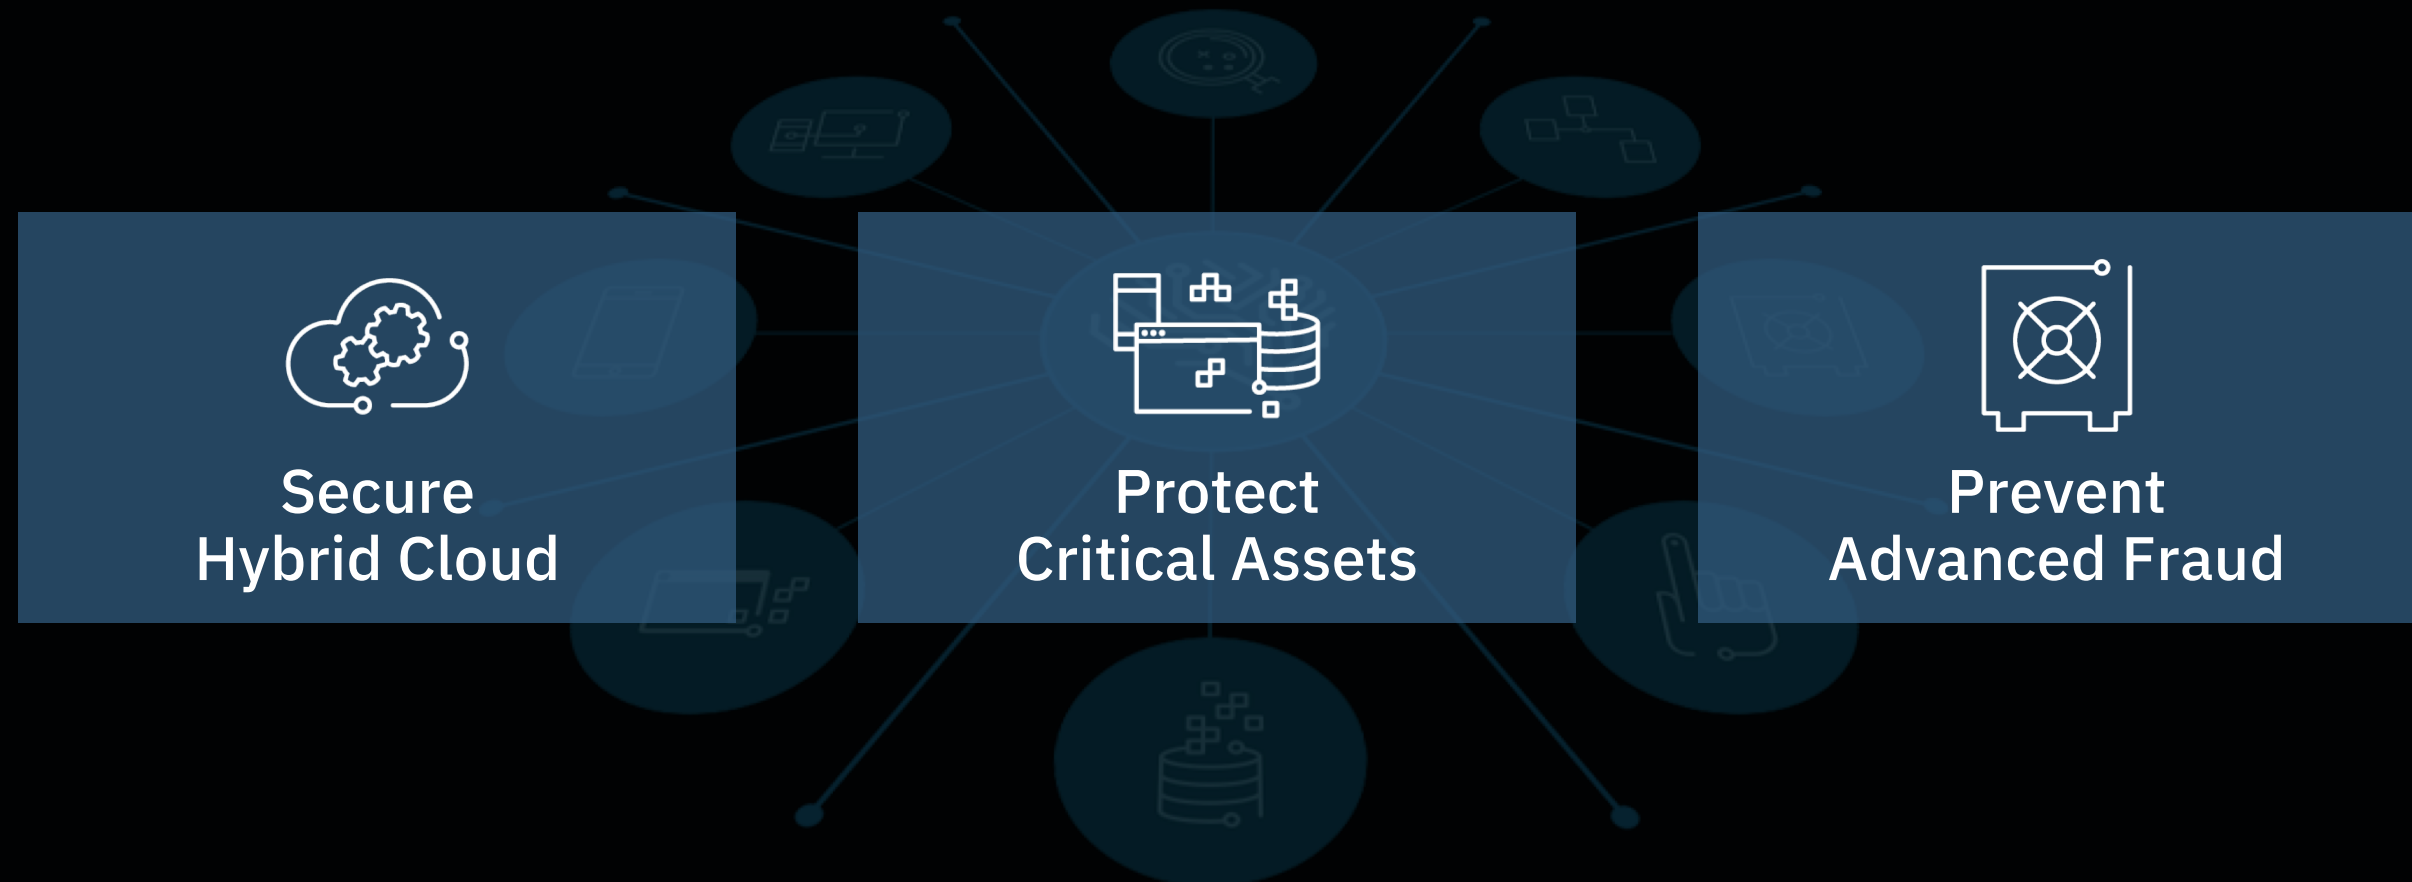 Secure
Hybrid Cloud
Protect
Critical Assets
Prevent
Advanced Fraud